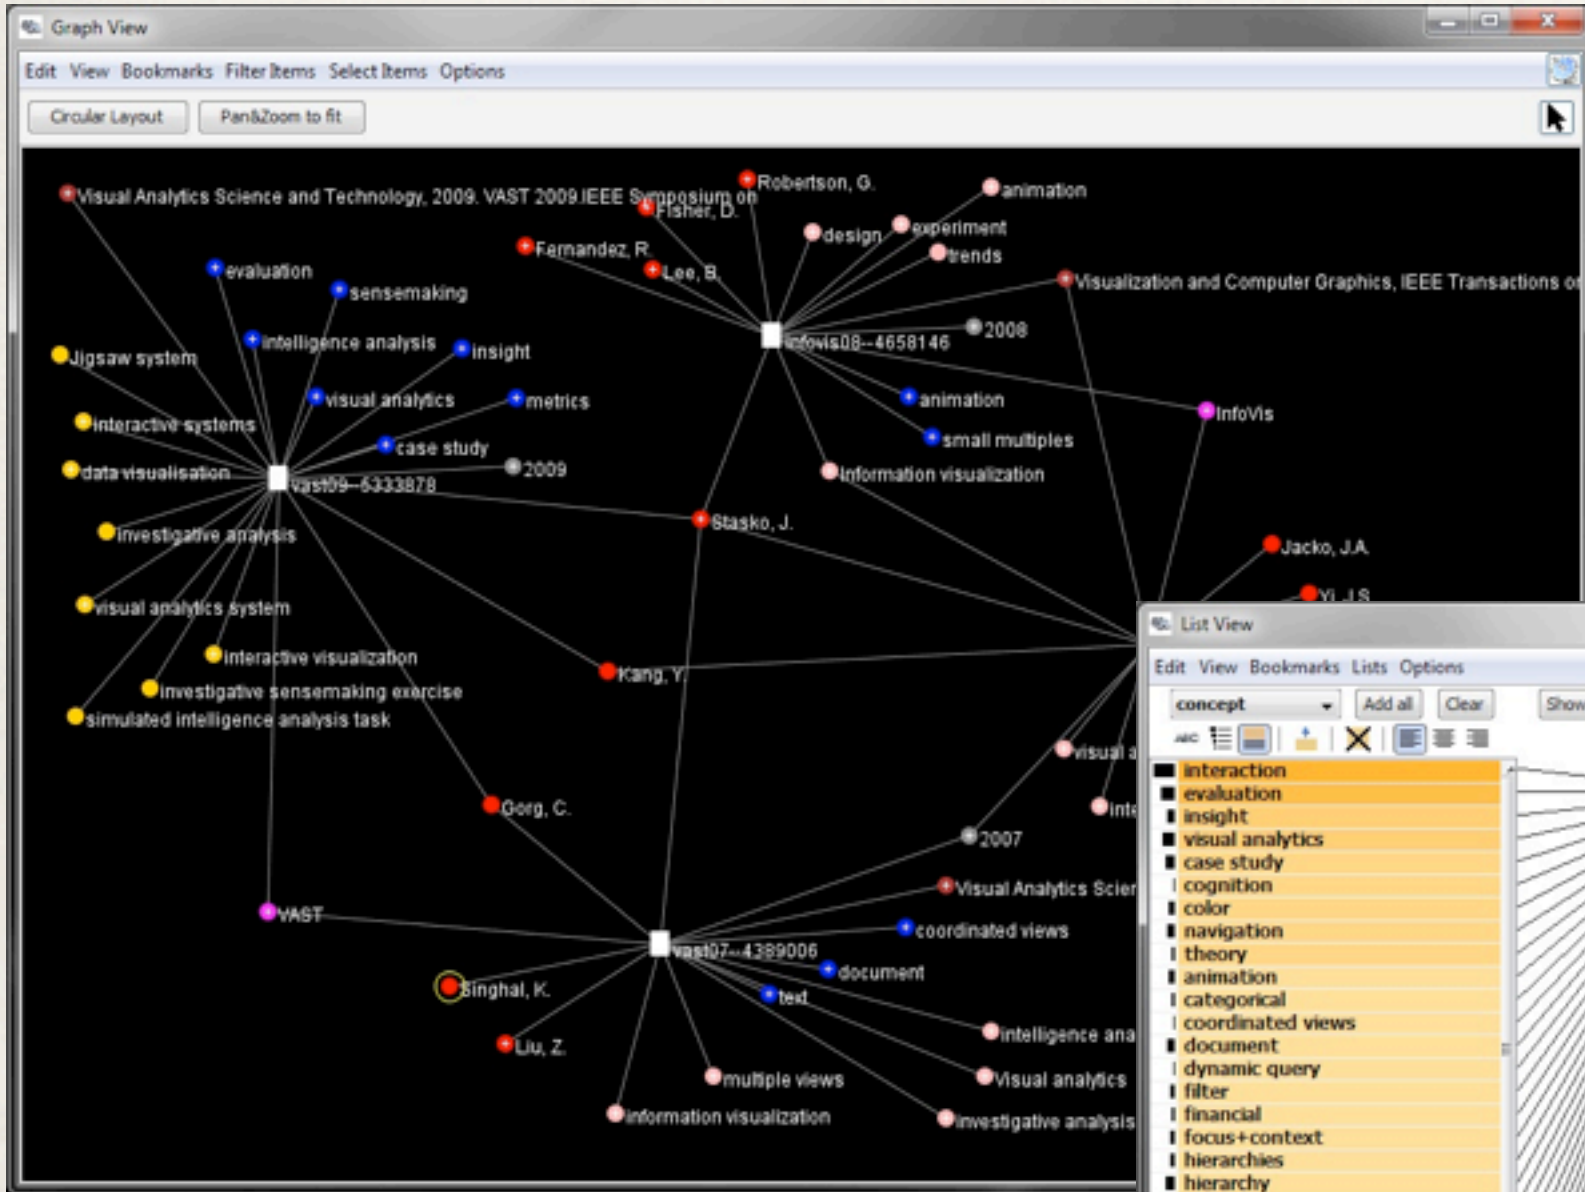 Graph View
Edit View Bookmarks Filter Items Select Items Options
Circular Layout Pan&Zoom to fit
Visual Analytics Science and Technology, 2009. VAST 2009.IEEE Symposium on
Robertson, G.
Fisher, D.
animation
design
experiment
Fernandez, R.
trends
Lee, B.
evaluation
Visualization and Computer Graphics, IEEE Transactions on
sensemaking
2008
intelligence analysis
infovis08--4658146
insight
Jigsaw system
visual analytics
metrics
animation
InfoVis
interactive systems
case study
small multiples
data visualisation
2009
information visualization
vast09--5333878
Stasko, J.
investigative analysis
Jacko, J.A.
Yi, J.S.
visual analytics system
interactive visualization
Kang, Y.
investigative sensemaking exercise
simulated intelligence analysis task
visual a
Gorg, C.
inte
2007
Visual Analytics Scien
VAST
coordinated views
vast07--4389006
document
Singhal, K.
text
intelligence ana
Liu, Z.
multiple views
Visual analytics
information visualization
investigative analysis
List View
Edit View Bookmarks Lists Options
concept Add all Clear Show
ABC
interaction
evaluation
insight
visual analytics
case study
cognition
color
navigation
theory
animation
categorical
coordinated views
document
dynamic query
filter
financial
focus+context
hierarchies
hierarchy